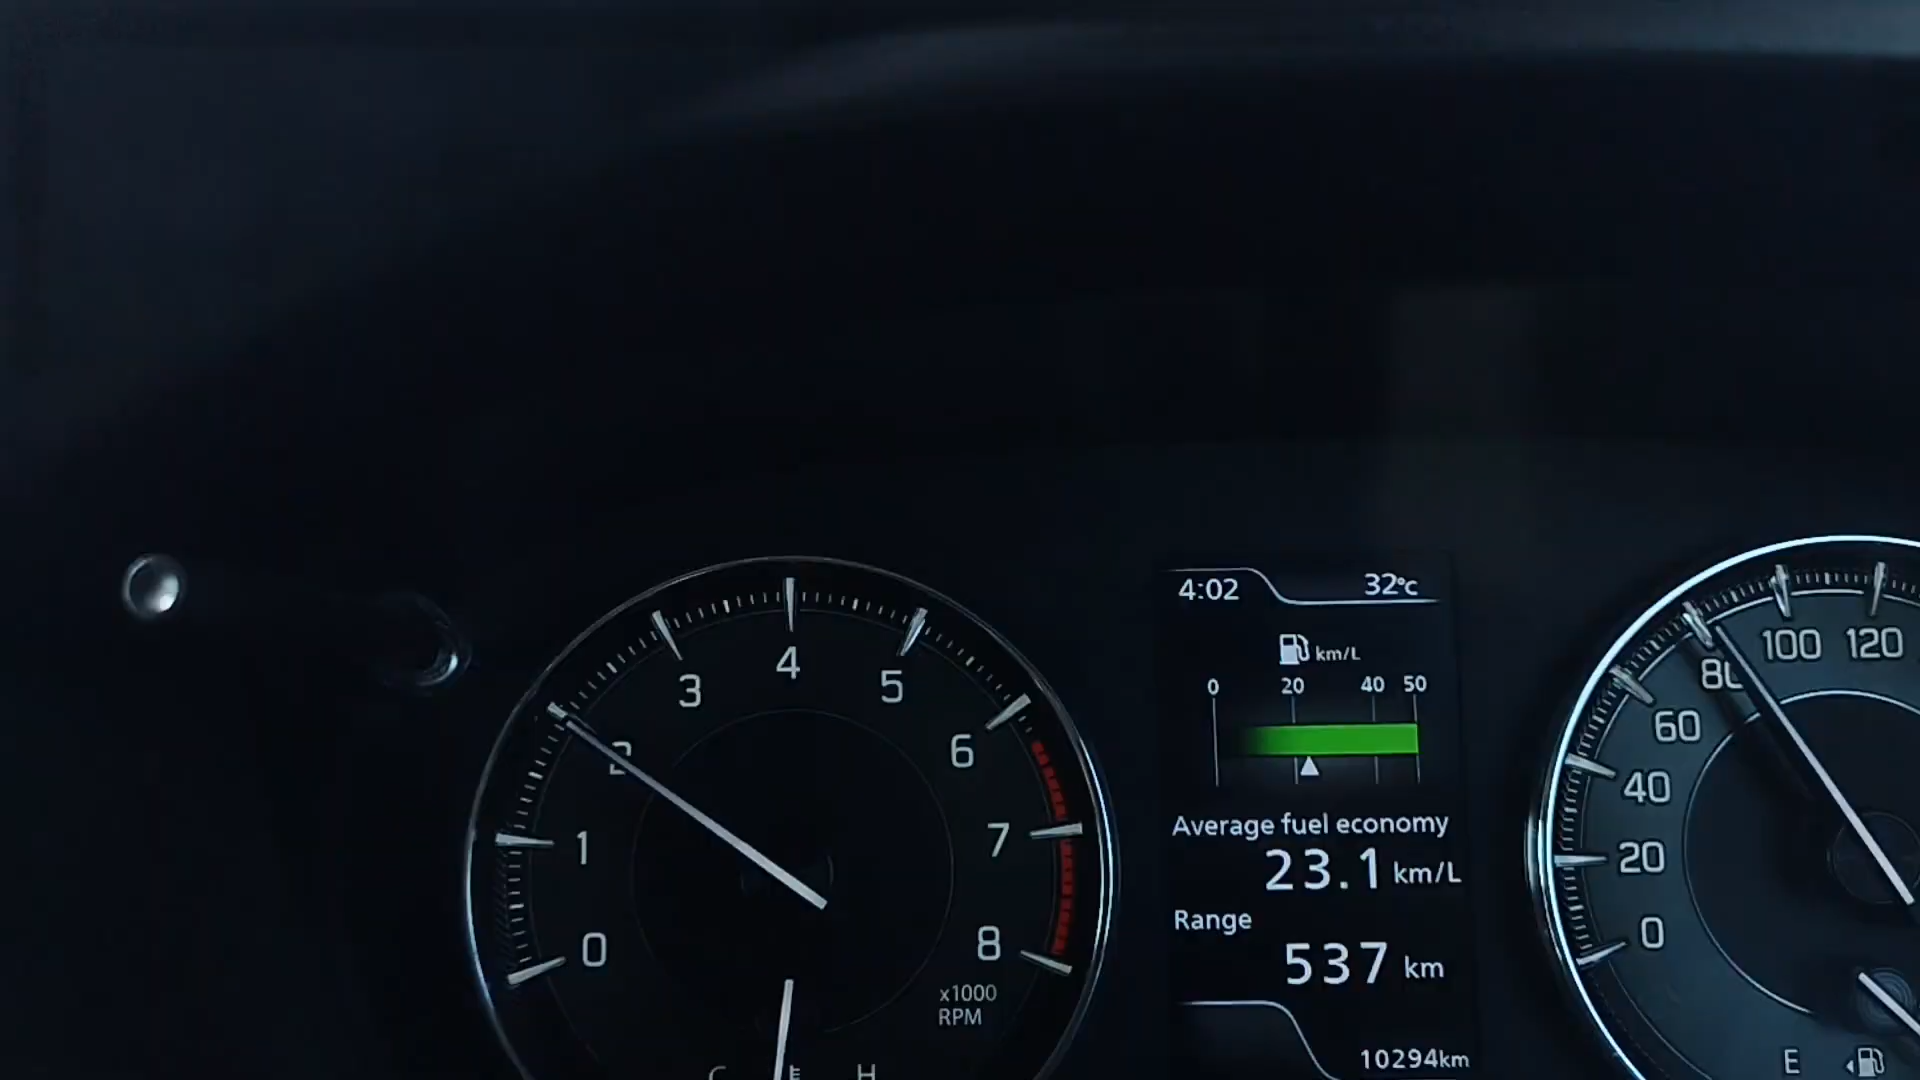 4:02 32°C
km/L
0 20 40 50
Average fuel economy
23.1 km/L
Range
537 km
10294km
0 1 2 3 4 5 6 7 8
x1000
RPM
C H
0 20 40 60 80 100 120
E